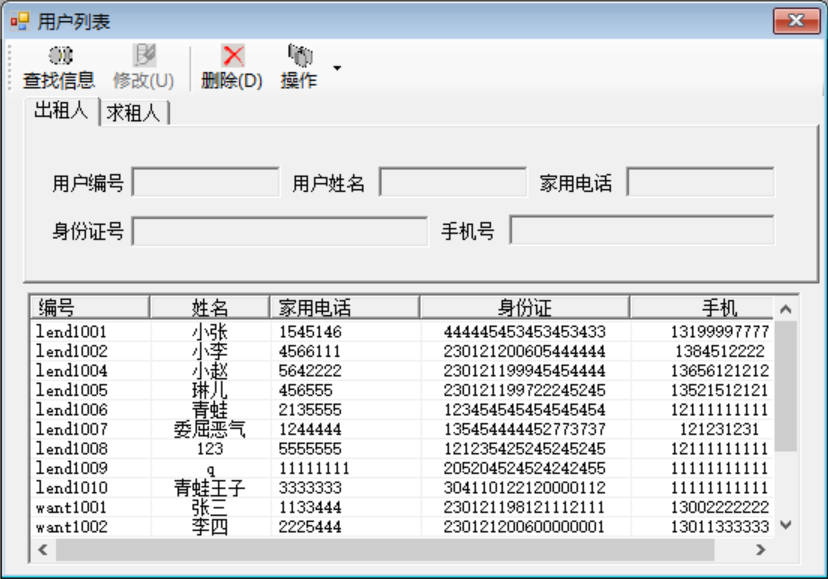 用户列表
查找信息 修改(U) 删除(D) 操作
出租人 求租人
用户编号 用户姓名 家用电话
身份证号 手机号
编号 姓名 家用电话 身份证 手机
lend1001 小张 1545146 444445453453453433 13199997777
lend1002 小李 4566111 230121200605444444 1384512222
lend1004 小赵 5642222 230121199945454444 13656121212
lend1005 琳儿 456555 230121199722245245 13521512121
lend1006 青蛙 2135555 123454545454545454 12111111111
lend1007 委屈恶气 1244444 135454444452773737 121231231
lend1008 123 5555555 121235425245245245 12111111111
lend1009 q 11111111 205204524524242455 11111111111
lend1010 青蛙王子 3333333 304110122120000112 11111111111
want1001 张三 1133444 230121198121112111 13002222222
want1002 李四 2225444 230121200600000001 13011333333